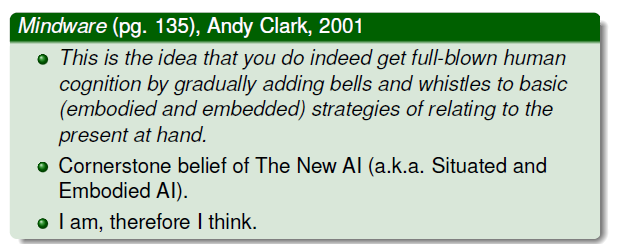 Mindware (pg. 135), Andy Clark, 2001
This is the idea that you do indeed get full-blown human
cognition by gradually adding bells and whistles to basic
(embodied and embedded) strategies of relating to the
present at hand.
Cornerstone belief of The New AI (a.k.a. Situated and
Embodied AI).
I am, therefore I think.